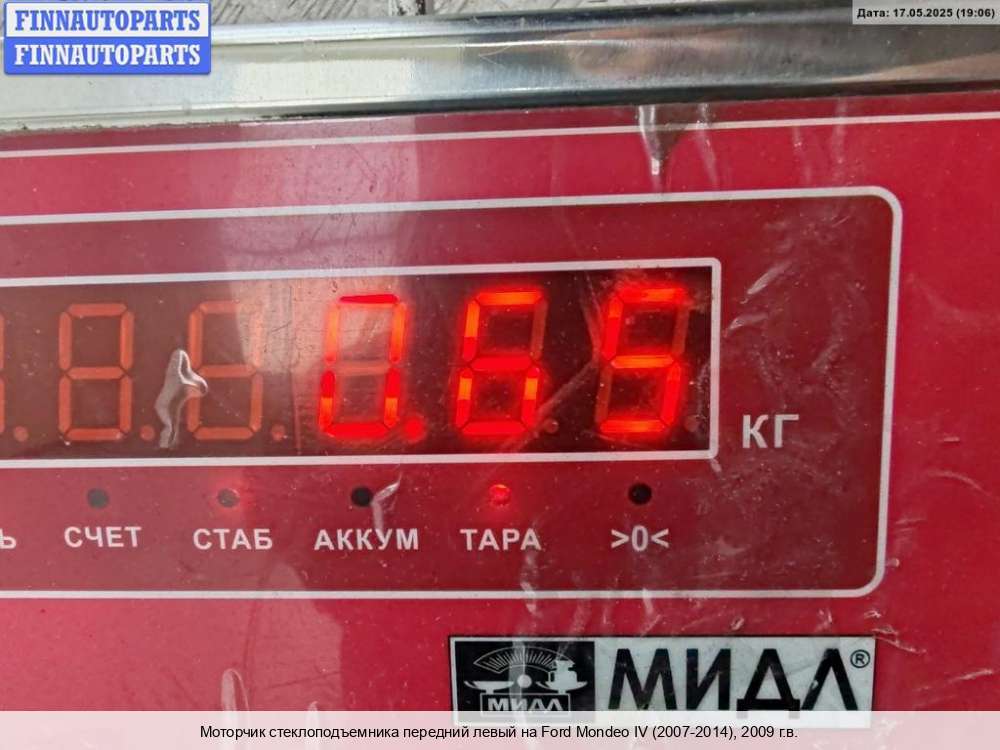 FINNAUTOPARTS
FINNAUTOPARTS
Дата: 17.05.2025 (19:06)
0.65
КГ
Ь СЧЕТ СТАБ АККУМ ТАРА >0<
МИДЛ МИДЛ®
Моторчик стеклоподъемника передний левый на Ford Mondeo IV (2007-2014), 2009 г.в.